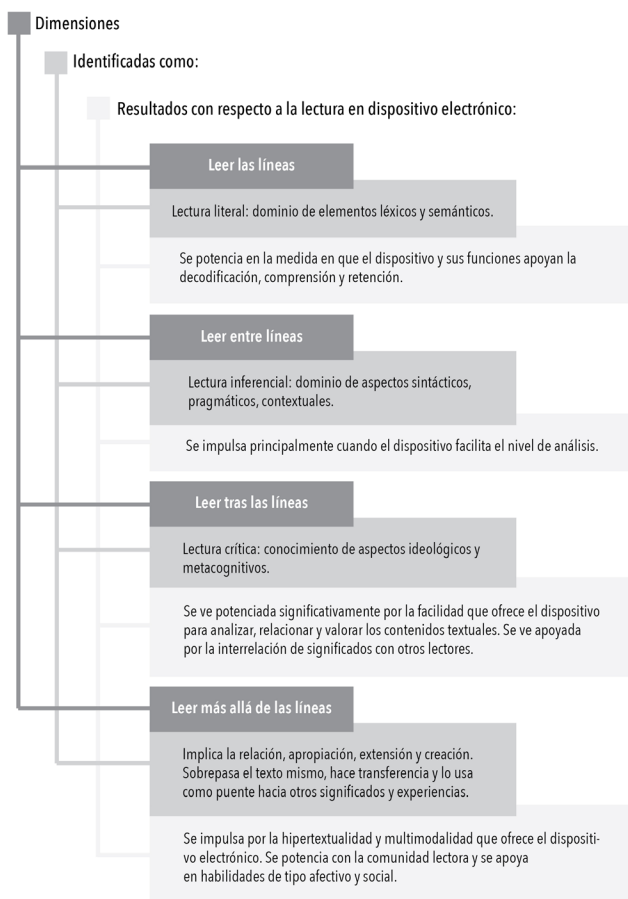 Dimensiones
Identificadas como:
Resultados con respecto a la lectura en dispositivo electrónico:
Leer las líneas
Lectura literal: dominio de elementos léxicos y semánticos.
Se potencia en la medida en que el dispositivo y sus funciones apoyan la
decodificación, comprensión y retención.
Leer entre líneas
Lectura inferencial: dominio de aspectos sintácticos,
pragmáticos, contextuales.
Se impulsa principalmente cuando el dispositivo facilita el nivel de análisis.
Leer tras las líneas
Lectura crítica: conocimiento de aspectos ideológicos y
metacognitivos.
Se ve potenciada significativamente por la facilidad que ofrece el dispositivo
para analizar, relacionar y valorar los contenidos textuales. Se ve apoyada
por la interrelación de significados con otros lectores.
Leer más allá de las líneas
Implica la relación, apropiación, extensión y creación.
Sobrepasa el texto mismo, hace transferencia y lo usa
como puente hacia otros significados y experiencias.
Se impulsa por la hipertextualidad y multimodalidad que ofrece el dispositi-
vo electrónico. Se potencia con la comunidad lectora y se apoya
en habilidades de tipo afectivo y social.